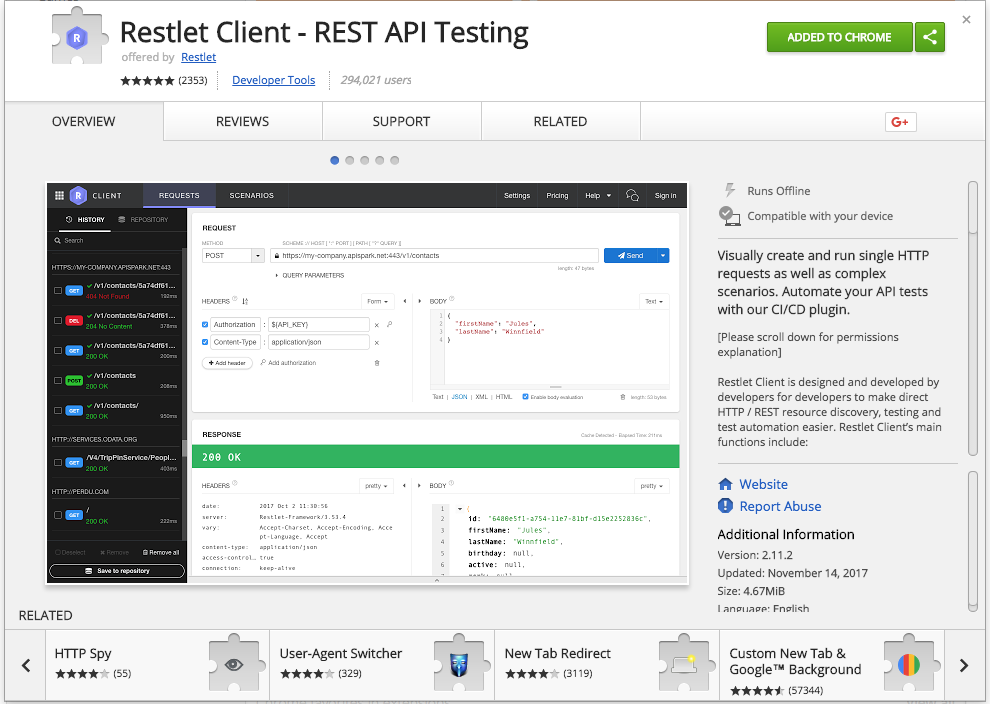 Restlet Client - REST API Testing
offered by Restlet
(2353) Developer Tools 294,021 users
ADDED TO CHROME
OVERVIEW REVIEWS SUPPORT RELATED
G+
R CLIENT REQUESTS SCENARIOS Settings Pricing Help Sign in
HISTORY REPOSITORY
Search
HTTPS://MY-COMPANY.APISPARK.NET:443
GET /v1/contacts/5a74df61...
404 Not Found 192ms
DEL /v1/contacts/5a74df61...
204 No Content 378ms
GET /v1/contacts/5a74df61...
200 OK 200ms
POST /v1/contacts
200 OK 208ms
GET /v1/contacts/
200 OK 950ms
HTTP://SERVICES.ODATA.ORG
GET /V4/TripPinService/Peopl...
200 OK 403ms
HTTP://PERDU.COM
GET /
200 OK 222ms
Deselect Remove Remove all
Save to repository
REQUEST
METHOD SCHEME :// HOST [ ":" PORT ] [ PATH [ "?" QUERY ]]
POST https://my-company.apispark.net:443/v1/contacts Send
length: 47 bytes
QUERY PARAMETERS
HEADERS Form BODY Text
Authorization : ${API_KEY}
Content-Type : application/json
Add header Add authorization
1 {
2 "firstName": "Jules",
3 "lastName": "Winnfield"
4 }
Text | JSON | XML | HTML Enable body evaluation length: 53 bytes
RESPONSE
Cache Detected - Elapsed Time: 211ms
200 OK
HEADERS pretty BODY pretty
date: 2017 Oct 2 11:30:56
server: Restlet-Framework/2.53.4
vary: Accept-Charset, Accept-Encoding, Acce
pt-Language, Accept
content-type: application/json
access-control... true
connection: keep-alive
1 {
2 id: "6480e5f1-a754-11e7-81bf-d15e2252836c",
3 firstName: "Jules",
4 lastName: "Winnfield",
5 birthday: null,
6 active: null,
7
Runs Offline
Compatible with your device
Visually create and run single HTTP
requests as well as complex
scenarios. Automate your API tests
with our CI/CD plugin.
[Please scroll down for permissions
explanation]
Restlet Client is designed and developed by
developers for developers to make direct
HTTP / REST resource discovery, testing and
test automation easier. Restlet Client's main
functions include:
Website
Report Abuse
Additional Information
Version: 2.11.2
Updated: November 14, 2017
Size: 4.67MiB
Language: English
RELATED
HTTP Spy
(55)
User-Agent Switcher
(329)
New Tab Redirect
(3119)
Custom New Tab &
Google™ Background
(57344)